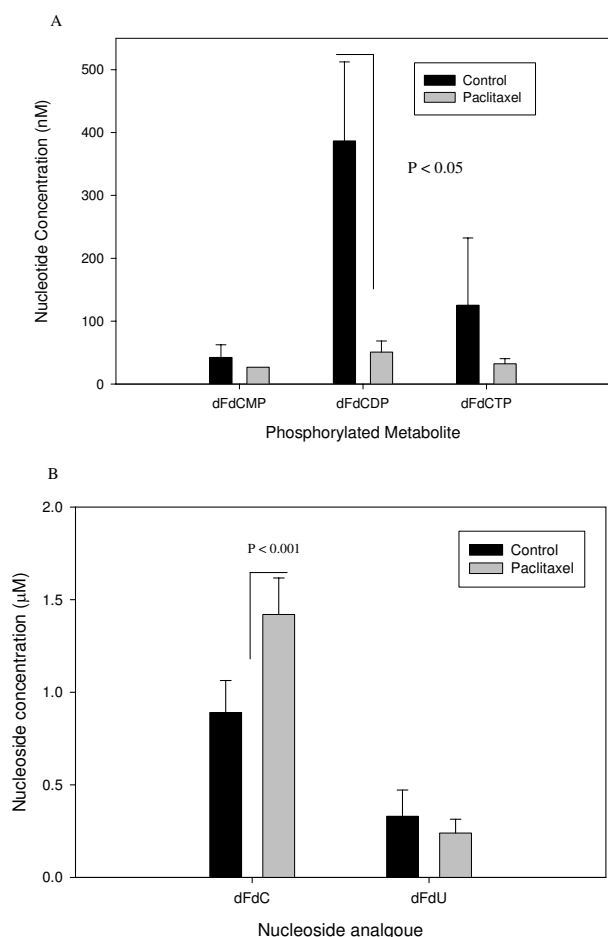 A
500
400
300
200
100
0
Nucleotide Concentration (nM)
Control
Paclitaxel
P < 0.05
dFdCMP
dFdCDP
dFdCTP
Phosphorylated Metabolite
B
2.0
1.5
1.0
0.5
0.0
Nucleoside concentration (μM)
P < 0.001
Control
Paclitaxel
dFdC
dFdU
Nucleoside analgoue